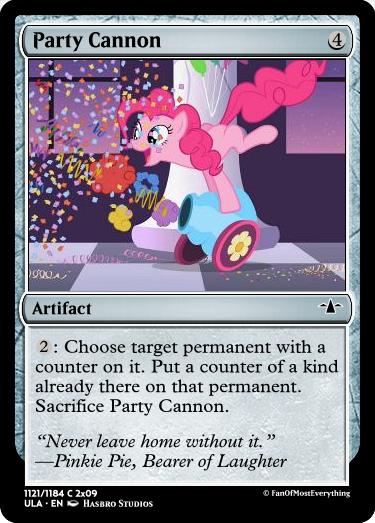 Party Cannon 4
Artifact
2: Choose target permanent with a
counter on it. Put a counter of a kind
already there on that permanent.
Sacrifice Party Cannon.
“Never leave home without it.”
—Pinkie Pie, Bearer of Laughter
1121/1184 C 2x09
ULA • EN Hasbro Studios
© FanOfMostEverything